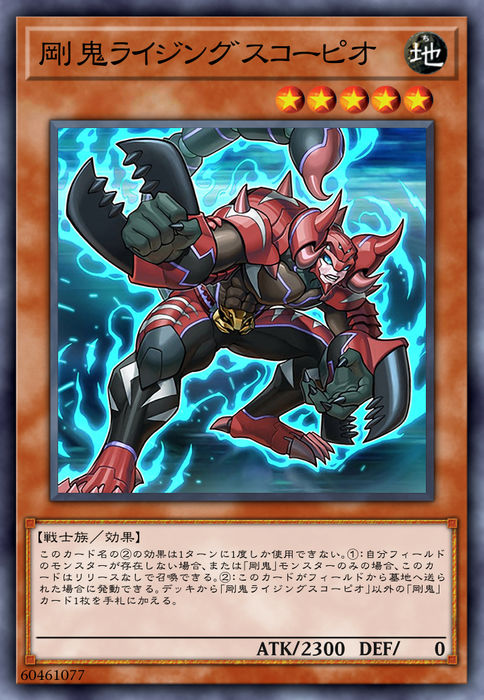 剛鬼ライジングスコーピオ
ち
地
【戦士族／効果】
このカード名の②の効果は1ターンに1度しか使用できない。①：自分フィールド
のモンスターが存在しない場合、または「剛鬼」モンスターのみの場合、このカ
ードはリリースなしで召喚できる。②：このカードがフィールドから墓地へ送ら
れた場合に発動できる。デッキから「剛鬼ライジングスコーピオ」以外の「剛鬼」
カード1枚を手札に加える。
ATK/2300 DEF/ 0
60461077